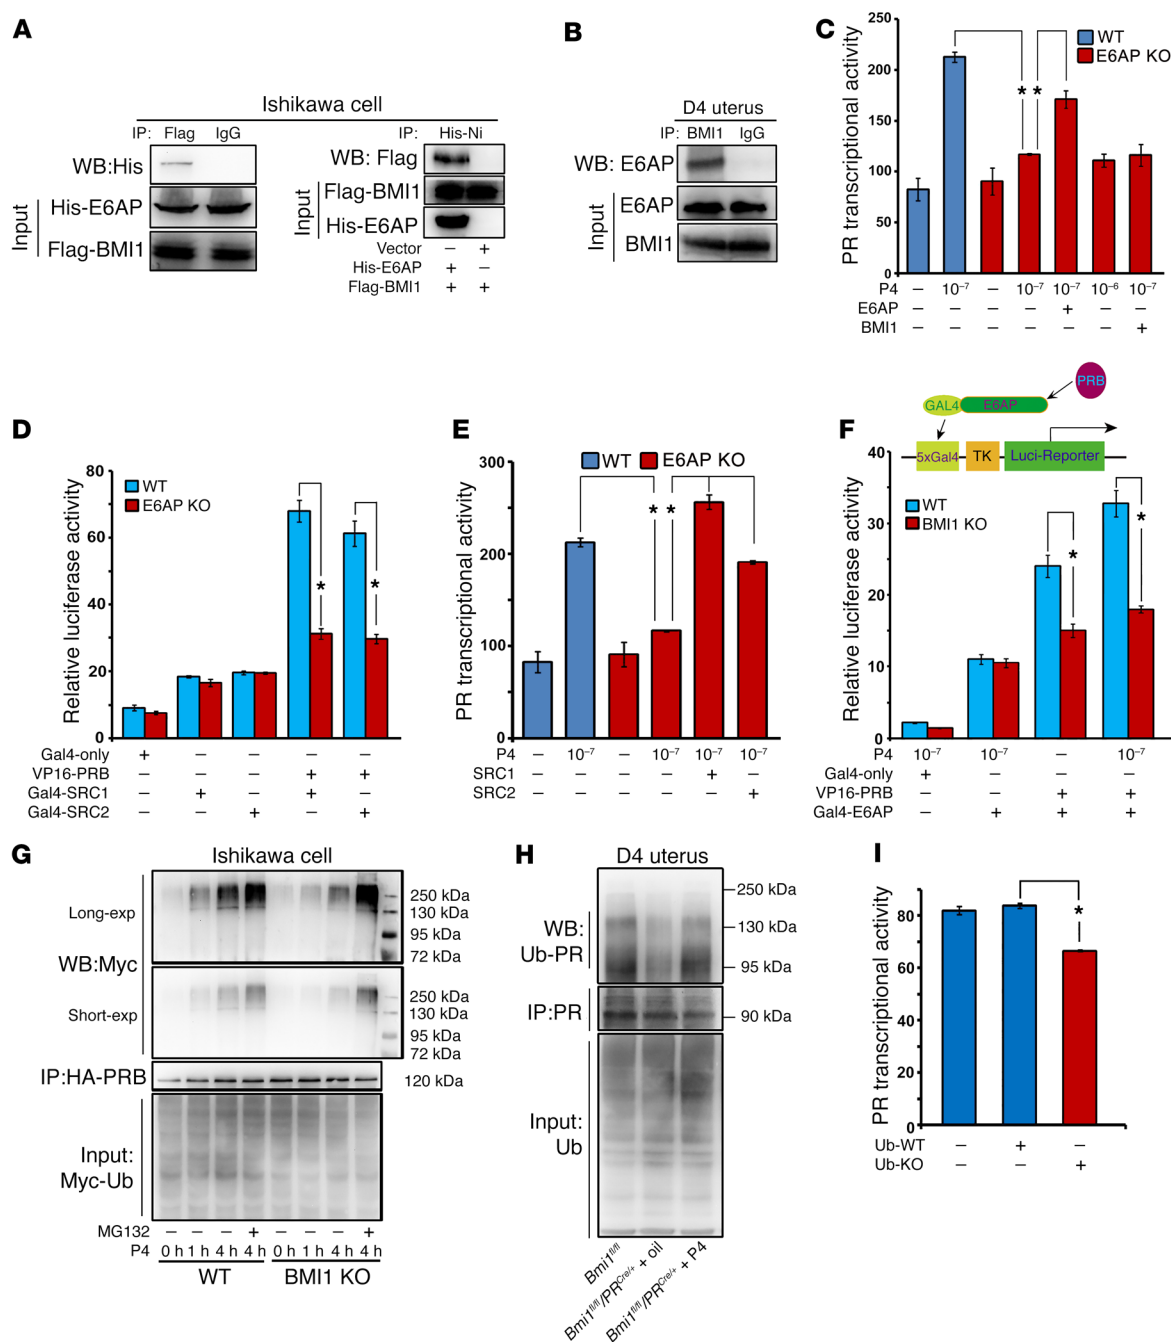 A
Ishikawa cell
IP: Flag IgG
WB:His
His-E6AP
Flag-BMI1
Input
IP: His-Ni
WB: Flag
Flag-BMI1
His-E6AP
Input
Vector – +
His-E6AP + –
Flag-BMI1 + +
B
D4 uterus
IP: BMI1 IgG
WB: E6AP
E6AP
BMI1
Input
C
WT
E6AP KO
PR transcriptional activity
250
200
150
100
50
0
* *
P4 – 10⁻⁷ – 10⁻⁷ 10⁻⁷ 10⁻⁶ 10⁻⁷
E6AP – – – – + – –
BMI1 – – – – – – +
D
WT
E6AP KO
Relative luciferase activity
80
60
40
20
0
* *
Gal4-only + – – – –
VP16-PRB – – – + +
Gal4-SRC1 – + – + –
Gal4-SRC2 – – + – +
E
WT E6AP KO
PR transcriptional activity
300
200
100
0
* *
P4 – 10⁻⁷ – 10⁻⁷ 10⁻⁷ 10⁻⁷
SRC1 – – – – + –
SRC2 – – – – – +
F
PRB
GAL4 E6AP
5xGal4 TK Luci-Reporter
WT
BMI1 KO
Relative luciferase activity
40
30
20
10
0
* *
P4 10⁻⁷ 10⁻⁷ – 10⁻⁷
Gal4-only + – – –
VP16-PRB – – + +
Gal4-E6AP – + + +
G
Ishikawa cell
Long-exp
250 kDa
130 kDa
95 kDa
72 kDa
WB:Myc
Short-exp
250 kDa
130 kDa
95 kDa
72 kDa
IP:HA-PRB
120 kDa
Input:
Myc-Ub
MG132 – – – + – – – +
P4 0 h 1 h 4 h 4 h 0 h 1 h 4 h 4 h
WT BMI1 KO
H
D4 uterus
WB:
Ub-PR
250 kDa
130 kDa
95 kDa
IP:PR
90 kDa
Input:
Ub
Bmi1fl/fl
Bmi1fl/fl/PRCre/+ + oil
Bmi1fl/fl/PRCre/+ + P4
I
PR transcriptional activity
80
60
40
20
0
*
Ub-WT – + –
Ub-KO – – +